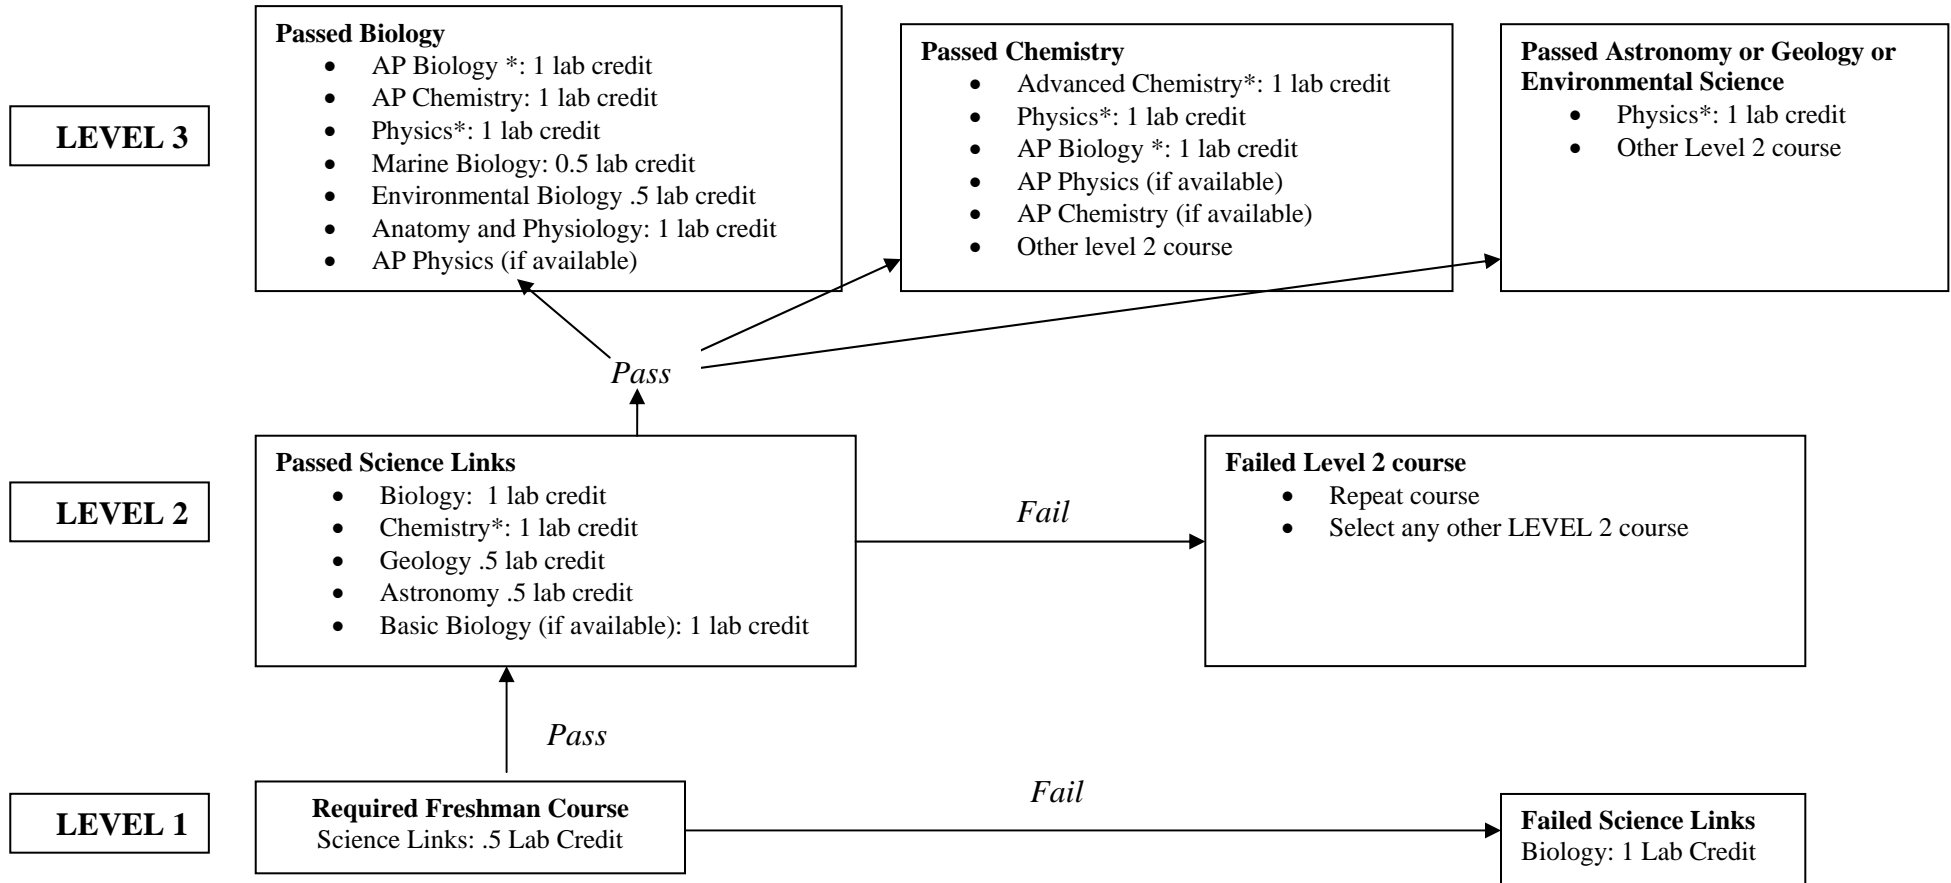 LEVEL 3
Passed Biology
• AP Biology *: 1 lab credit
• AP Chemistry: 1 lab credit
• Physics*: 1 lab credit
• Marine Biology: 0.5 lab credit
• Environmental Biology .5 lab credit
• Anatomy and Physiology: 1 lab credit
• AP Physics (if available)
Passed Chemistry
• Advanced Chemistry*: 1 lab credit
• Physics*: 1 lab credit
• AP Biology *: 1 lab credit
• AP Physics (if available)
• AP Chemistry (if available)
• Other level 2 course
Passed Astronomy or Geology or
Environmental Science
• Physics*: 1 lab credit
• Other Level 2 course
Pass
LEVEL 2
Passed Science Links
• Biology: 1 lab credit
• Chemistry*: 1 lab credit
• Geology .5 lab credit
• Astronomy .5 lab credit
• Basic Biology (if available): 1 lab credit
Fail
Failed Level 2 course
• Repeat course
• Select any other LEVEL 2 course
Pass
LEVEL 1
Required Freshman Course
Science Links: .5 Lab Credit
Fail
Failed Science Links
Biology: 1 Lab Credit